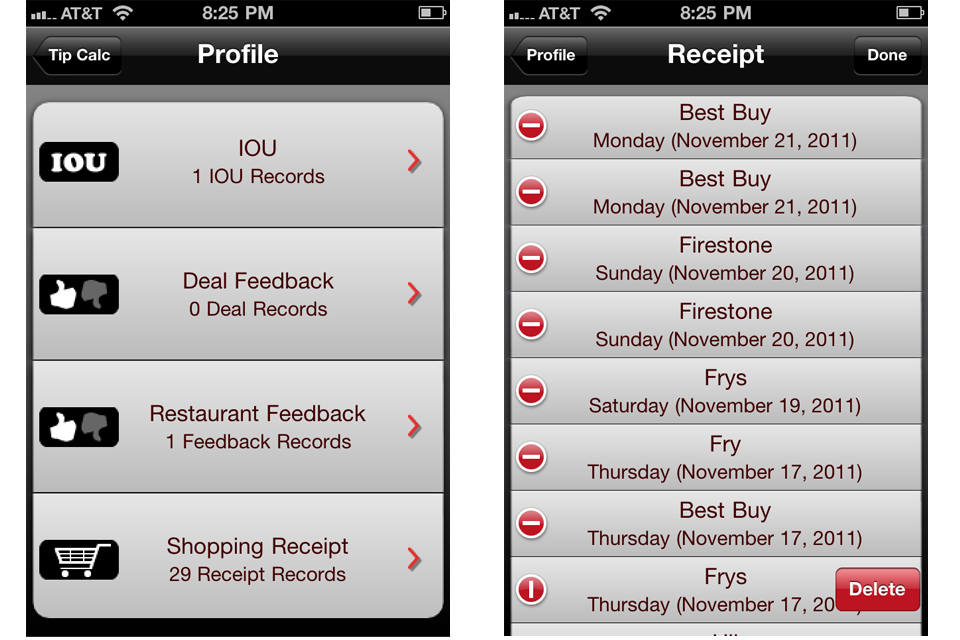 AT&T 8:25 PM
Tip Calc Profile
IOU IOU
1 IOU Records
Deal Feedback
0 Deal Records
Restaurant Feedback
1 Feedback Records
Shopping Receipt
29 Receipt Records
AT&T 8:25 PM
Profile Receipt Done
Best Buy
Monday (November 21, 2011)
Best Buy
Monday (November 21, 2011)
Firestone
Sunday (November 20, 2011)
Firestone
Sunday (November 20, 2011)
Frys
Saturday (November 19, 2011)
Fry
Thursday (November 17, 2011)
Best Buy
Thursday (November 17, 2011)
Frys
Thursday (November 17, 20
Delete